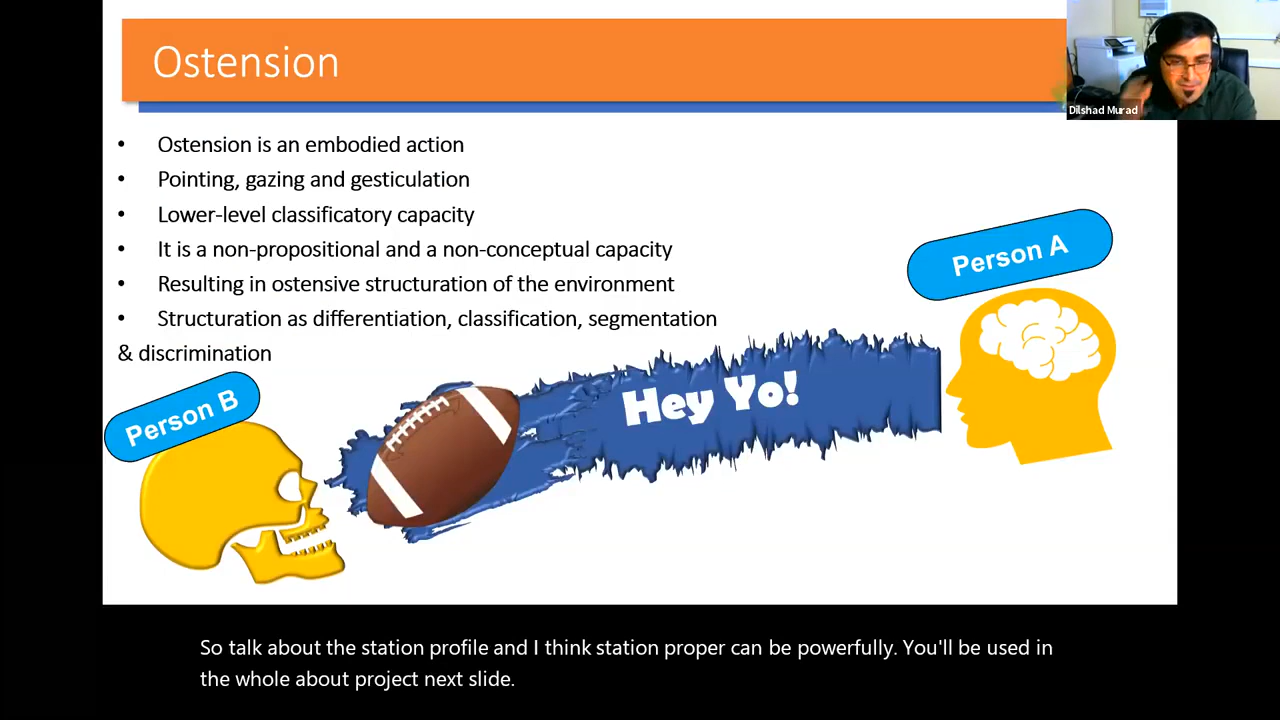 Ostension
Dilshad Murad
• Ostension is an embodied action
• Pointing, gazing and gesticulation
• Lower-level classificatory capacity
• It is a non-propositional and a non-conceptual capacity
• Resulting in ostensive structuration of the environment
• Structuration as differentiation, classification, segmentation
& discrimination
Person A
Person B
Hey Yo!
So talk about the station profile and I think station proper can be powerfully. You'll be used in
the whole about project next slide.